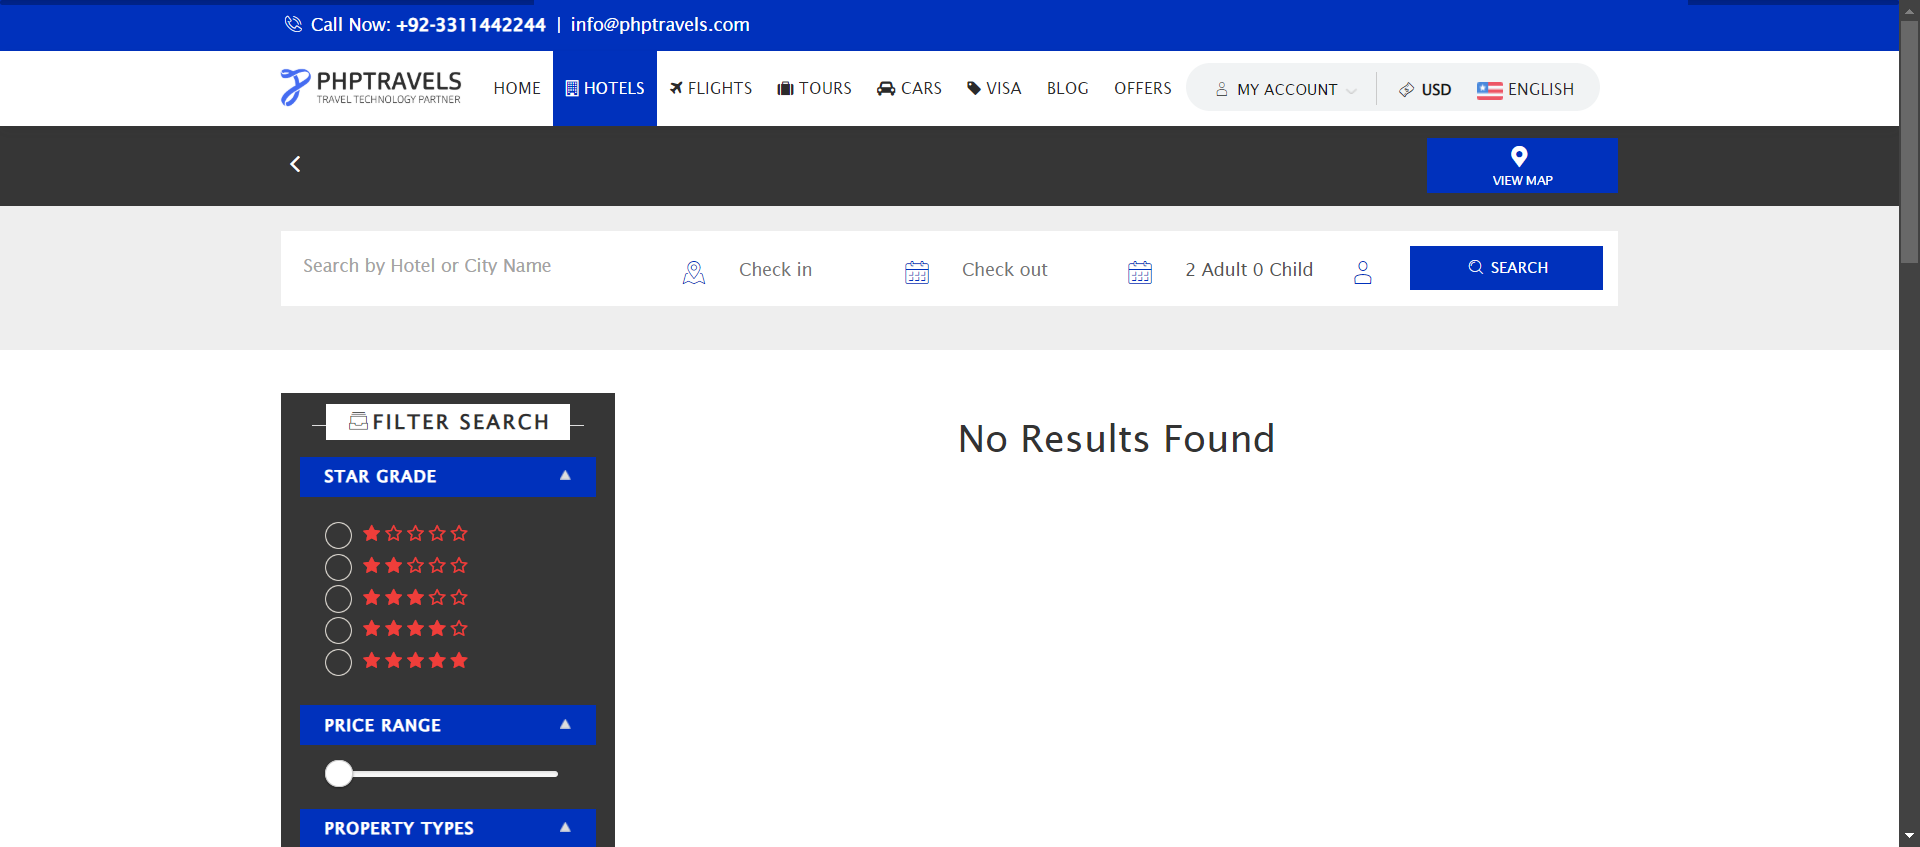 Call Now: +92-3311442244 | info@phptravels.com
PHPTRAVELS
TRAVEL TECHNOLOGY PARTNER
HOME HOTELS FLIGHTS TOURS CARS VISA BLOG OFFERS MY ACCOUNT USD ENGLISH
VIEW MAP
Search by Hotel or City Name Check in Check out 2 Adult 0 Child SEARCH
FILTER SEARCH
No Results Found
STAR GRADE
PRICE RANGE
PROPERTY TYPES